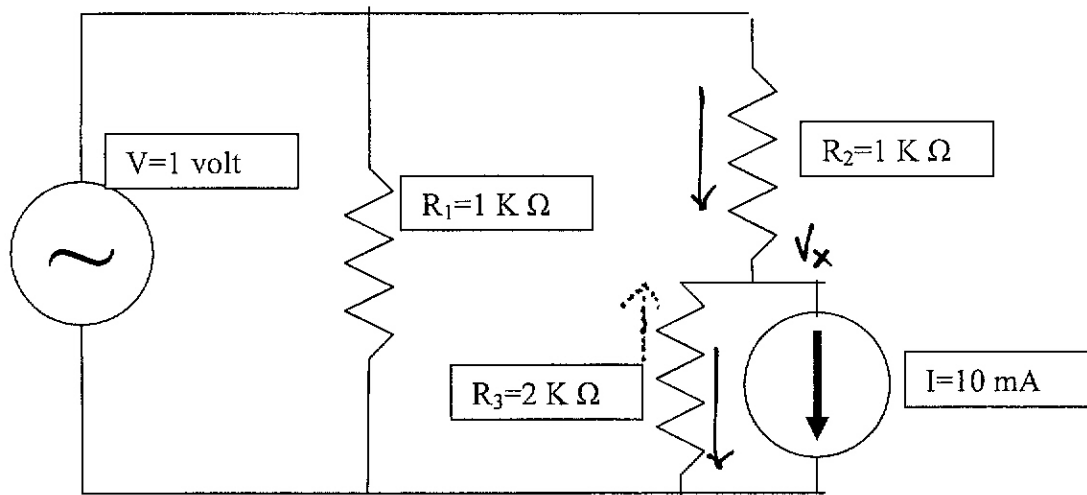 V=1 volt
R₁=1 K Ω
R₂=1 K Ω
Vx
R₃=2 K Ω
I=10 mA